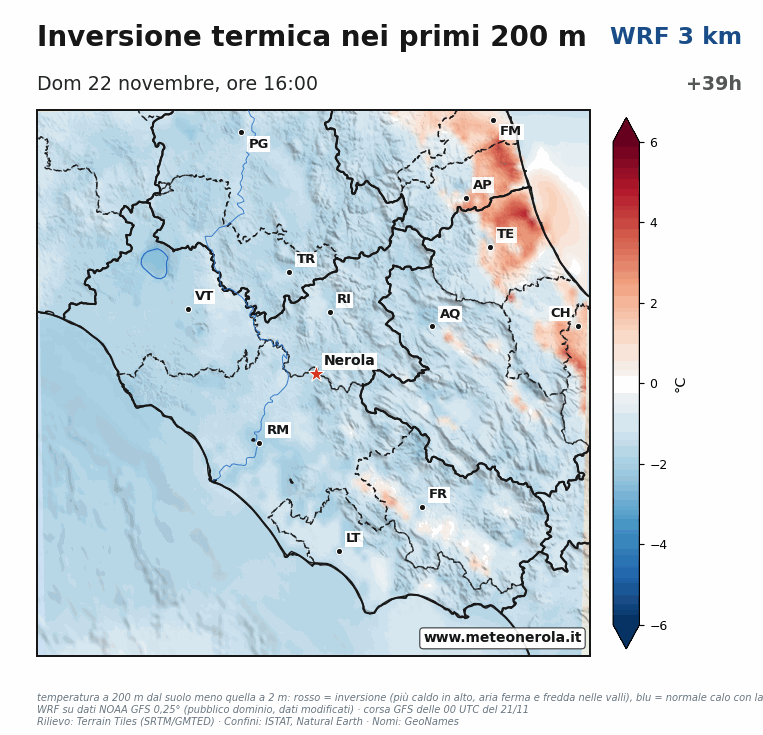 Inversione termica nei primi 200 m
WRF 3 km
Dom 22 novembre, ore 16:00
+39h
FM
PG
AP
TE
TR
VT
RI
AQ
CH.
Nerola
RM
FR
LT
www.meteonerola.it
6
4
2
0
−2
−4
−6
°C
temperatura a 200 m dal suolo meno quella a 2 m: rosso = inversione (più caldo in alto, aria ferma e fredda nelle valli), blu = normale calo con la
WRF su dati NOAA GFS 0,25° (pubblico dominio, dati modificati) · corsa GFS delle 00 UTC del 21/11
Rilievo: Terrain Tiles (SRTM/GMTED) · Confini: ISTAT, Natural Earth · Nomi: GeoNames